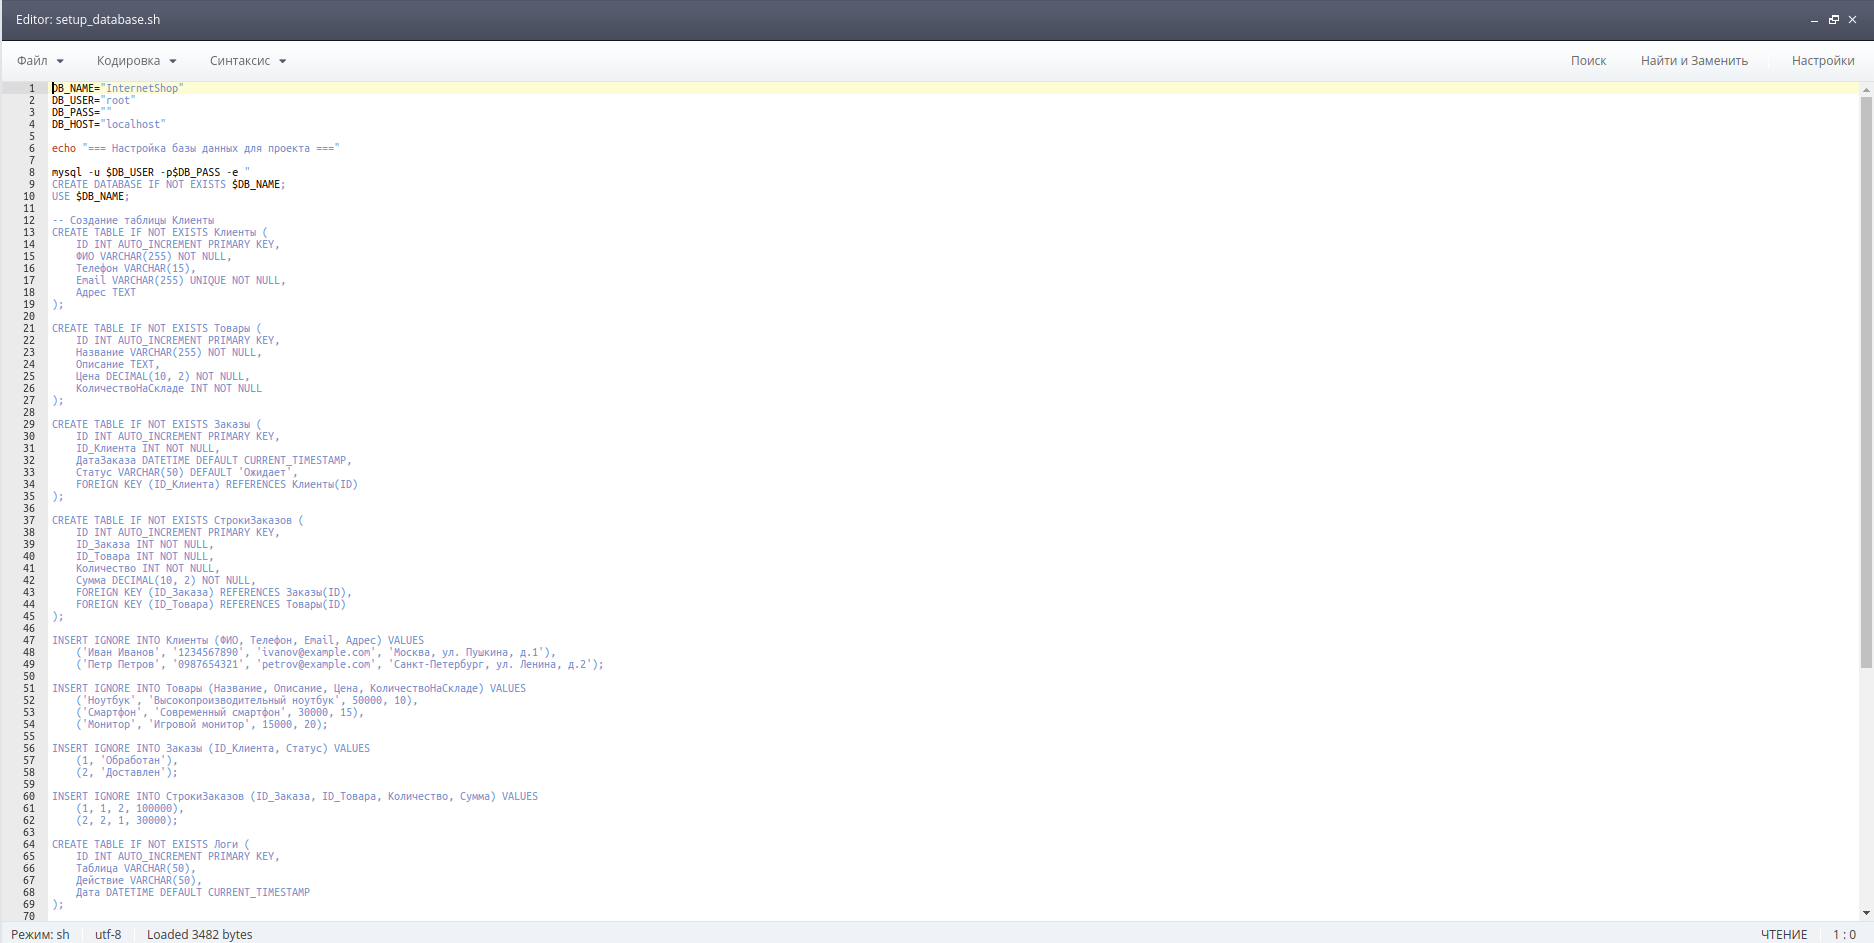 Editor: setup_database.sh
Файл Кодировка Синтаксис Поиск Найти и Заменить Настройки
1 DB_NAME="InternetShop"
2 DB_USER="root"
3 DB_PASS=""
4 DB_HOST="localhost"
5
6 echo "=== Настройка базы данных для проекта ==="
7
8 mysql -u $DB_USER -p$DB_PASS -e "
9 CREATE DATABASE IF NOT EXISTS $DB_NAME;
10 USE $DB_NAME;
11
12 -- Создание таблицы Клиенты
13 CREATE TABLE IF NOT EXISTS Клиенты (
14     ID INT AUTO_INCREMENT PRIMARY KEY,
15     ФИО VARCHAR(255) NOT NULL,
16     Телефон VARCHAR(15),
17     Email VARCHAR(255) UNIQUE NOT NULL,
18     Адрес TEXT
19 );
20
21 CREATE TABLE IF NOT EXISTS Товары (
22     ID INT AUTO_INCREMENT PRIMARY KEY,
23     Название VARCHAR(255) NOT NULL,
24     Описание TEXT,
25     Цена DECIMAL(10, 2) NOT NULL,
26     КоличествоНаСкладе INT NOT NULL
27 );
28
29 CREATE TABLE IF NOT EXISTS Заказы (
30     ID INT AUTO_INCREMENT PRIMARY KEY,
31     ID_Клиента INT NOT NULL,
32     ДатаЗаказа DATETIME DEFAULT CURRENT_TIMESTAMP,
33     Статус VARCHAR(50) DEFAULT 'Ожидает',
34     FOREIGN KEY (ID_Клиента) REFERENCES Клиенты(ID)
35 );
36
37 CREATE TABLE IF NOT EXISTS СтрокиЗаказов (
38     ID INT AUTO_INCREMENT PRIMARY KEY,
39     ID_Заказа INT NOT NULL,
40     ID_Товара INT NOT NULL,
41     Количество INT NOT NULL,
42     Сумма DECIMAL(10, 2) NOT NULL,
43     FOREIGN KEY (ID_Заказа) REFERENCES Заказы(ID),
44     FOREIGN KEY (ID_Товара) REFERENCES Товары(ID)
45 );
46
47 INSERT IGNORE INTO Клиенты (ФИО, Телефон, Email, Адрес) VALUES
48     ('Иван Иванов', '1234567890', 'ivanov@example.com', 'Москва, ул. Пушкина, д.1'),
49     ('Петр Петров', '0987654321', 'petrov@example.com', 'Санкт-Петербург, ул. Ленина, д.2');
50
51 INSERT IGNORE INTO Товары (Название, Описание, Цена, КоличествоНаСкладе) VALUES
52     ('Ноутбук', 'Высокопроизводительный ноутбук', 50000, 10),
53     ('Смартфон', 'Современный смартфон', 30000, 15),
54     ('Монитор', 'Игровой монитор', 15000, 20);
55
56 INSERT IGNORE INTO Заказы (ID_Клиента, Статус) VALUES
57     (1, 'Обработан'),
58     (2, 'Доставлен');
59
60 INSERT IGNORE INTO СтрокиЗаказов (ID_Заказа, ID_Товара, Количество, Сумма) VALUES
61     (1, 1, 2, 100000),
62     (2, 2, 1, 30000);
63
64 CREATE TABLE IF NOT EXISTS Логи (
65     ID INT AUTO_INCREMENT PRIMARY KEY,
66     Таблица VARCHAR(50),
67     Действие VARCHAR(50),
68     Дата DATETIME DEFAULT CURRENT_TIMESTAMP
69 );
70
Режим: sh utf-8 Loaded 3482 bytes ЧТЕНИЕ 1 : 0